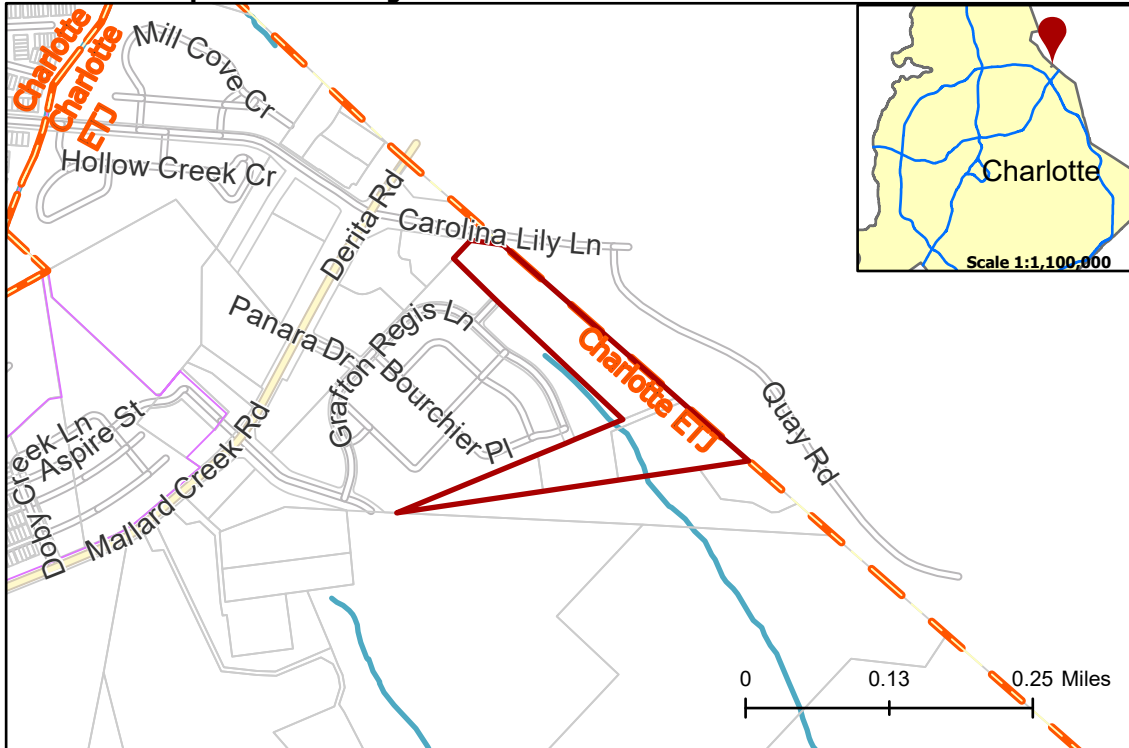 Mill Cove Cr
Charlotte
Charlotte
ETJ
Hollow Creek Cr
Derita Rd
Carolina Lily Ln
Charlotte
Scale 1:1,100,000
Panara Dr
Grafton Regis Ln
Bourchier Pl
Charlotte ETJ
Quay Rd
Creek Ln
Aspire St
Doby Creek
Mallard Creek Rd
0
0.13
0.25 Miles